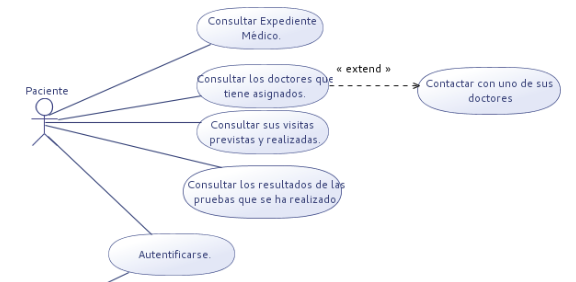 Consultar Expediente
Médico.
« extend »
Consultar los doctores que
tiene asignados.
Contactar con uno de sus
doctores
Paciente
Consultar sus visitas
previstas y realizadas.
Consultar los resultados de las
pruebas que se ha realizado
Autentificarse.